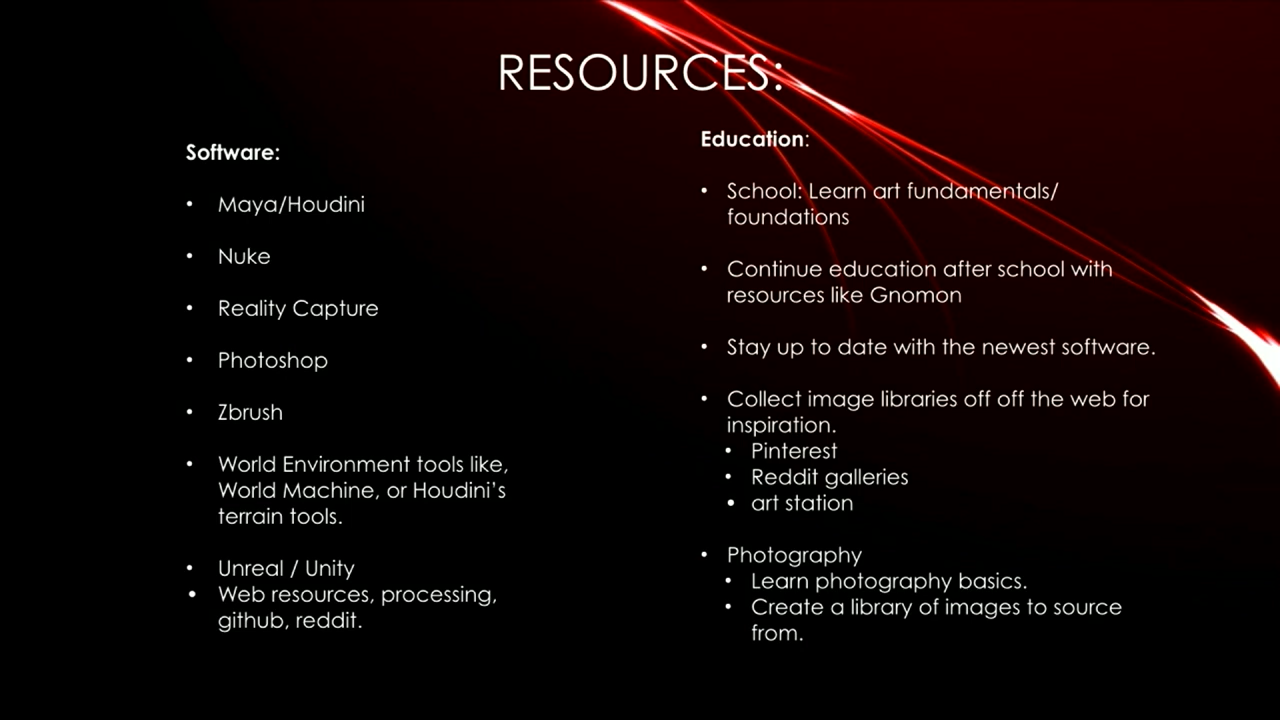 RESOURCES:
Software:
• Maya/Houdini
• Nuke
• Reality Capture
• Photoshop
• Zbrush
• World Environment tools like,
World Machine, or Houdini's
terrain tools.
• Unreal / Unity
• Web resources, processing,
github, reddit.
Education:
• School: Learn art fundamentals/
foundations
• Continue education after school with
resources like Gnomon
• Stay up to date with the newest software.
• Collect image libraries off off the web for
inspiration.
• Pinterest
• Reddit galleries
• art station
• Photography
• Learn photography basics.
• Create a library of images to source
from.